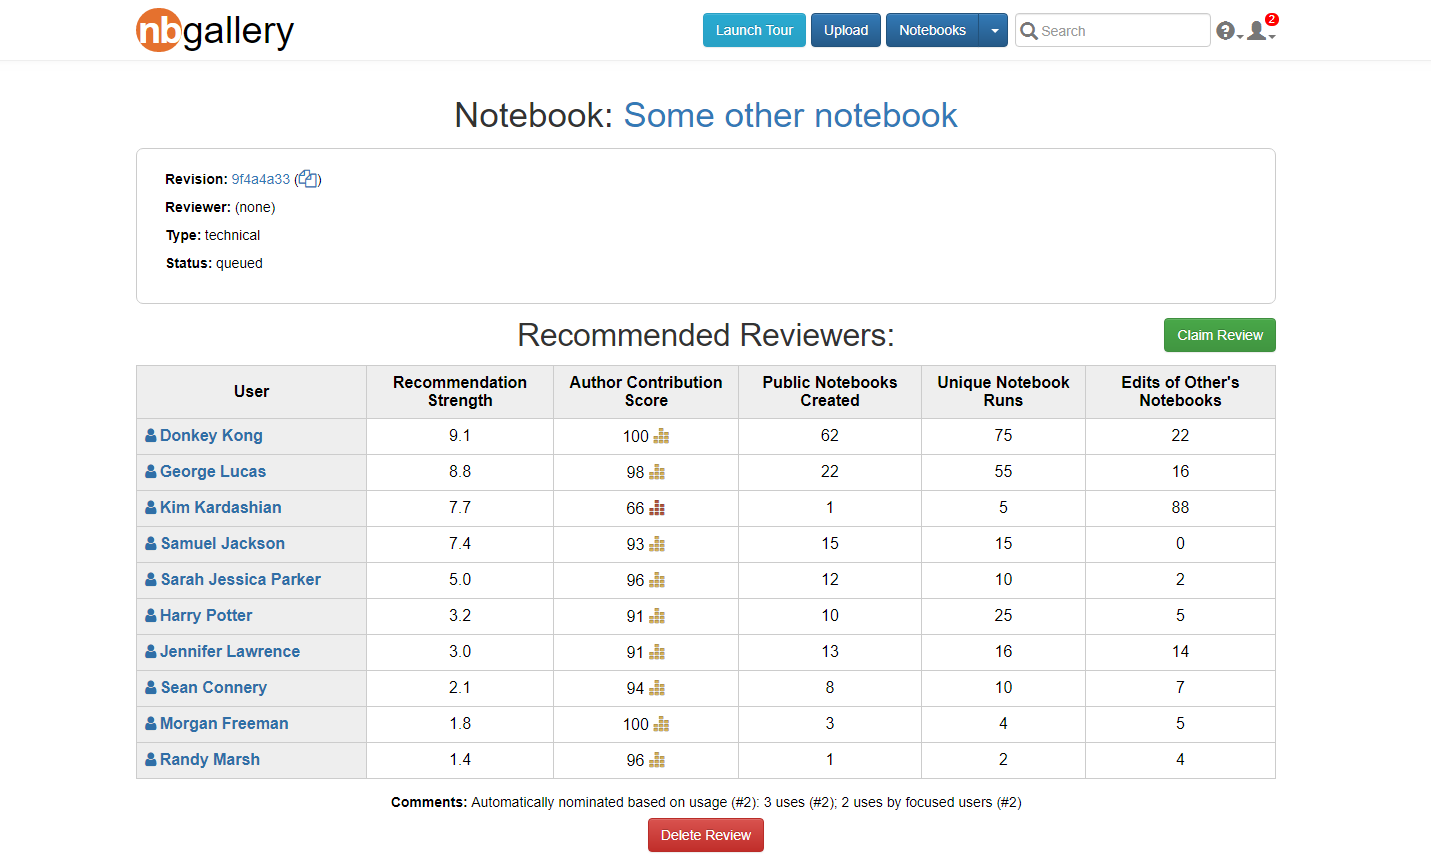 nbgallery
Launch Tour Upload Notebooks Search 2
Notebook: Some other notebook
Revision: 9f4a4a33 ()
Reviewer: (none)
Type: technical
Status: queued
Recommended Reviewers:
Claim Review
User Recommendation Strength Author Contribution Score Public Notebooks Created Unique Notebook Runs Edits of Other's Notebooks
Donkey Kong 9.1 100 62 75 22
George Lucas 8.8 98 22 55 16
Kim Kardashian 7.7 66 1 5 88
Samuel Jackson 7.4 93 15 15 0
Sarah Jessica Parker 5.0 96 12 10 2
Harry Potter 3.2 91 10 25 5
Jennifer Lawrence 3.0 91 13 16 14
Sean Connery 2.1 94 8 10 7
Morgan Freeman 1.8 100 3 4 5
Randy Marsh 1.4 96 1 2 4
Comments: Automatically nominated based on usage (#2): 3 uses (#2); 2 uses by focused users (#2)
Delete Review